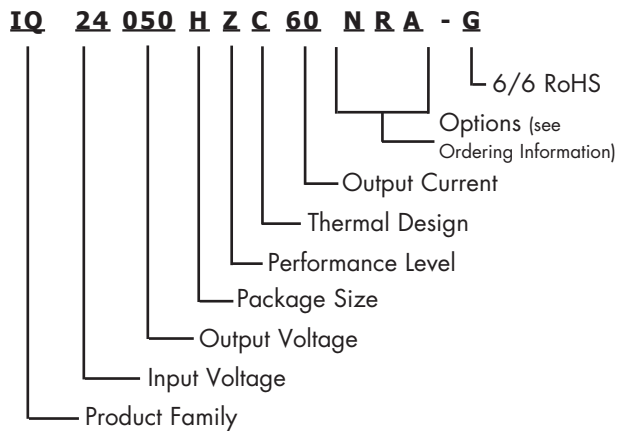 IQ 24 050 H Z C 60 N R A - G
6/6 RoHS
Options (see
Ordering Information)
Output Current
Thermal Design
Performance Level
Package Size
Output Voltage
Input Voltage
Product Family